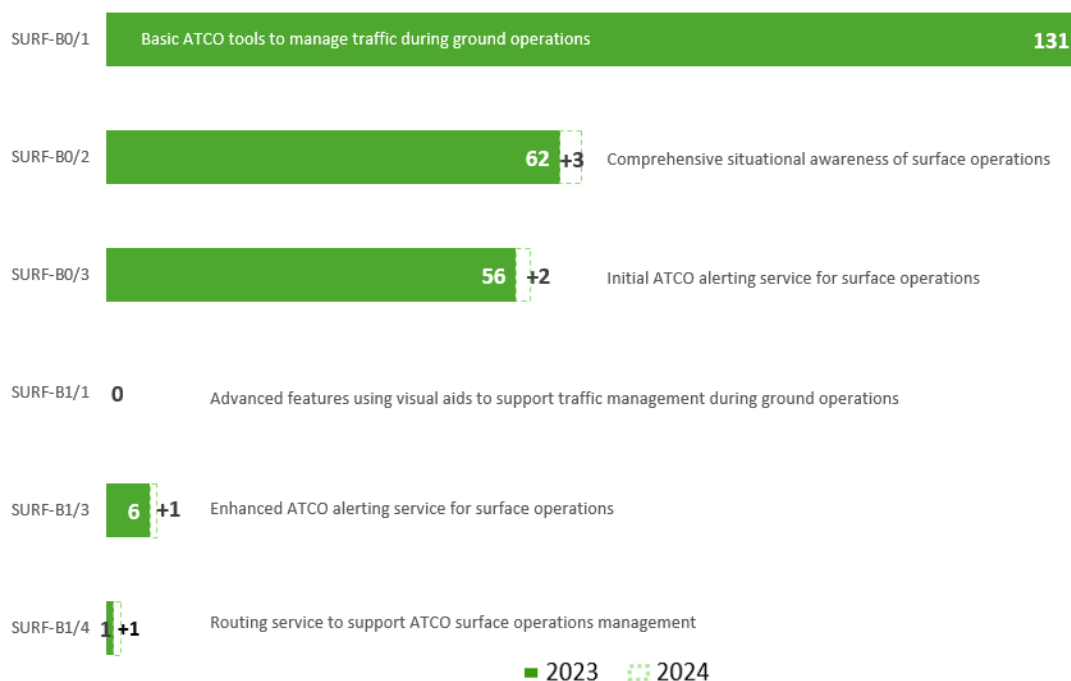 SURF-B0/1 Basic ATCO tools to manage traffic during ground operations 131
SURF-B0/2 62 +3 Comprehensive situational awareness of surface operations
SURF-B0/3 56 +2 Initial ATCO alerting service for surface operations
SURF-B1/1 0 Advanced features using visual aids to support traffic management during ground operations
SURF-B1/3 6 +1 Enhanced ATCO alerting service for surface operations
SURF-B1/4 1 +1 Routing service to support ATCO surface operations management
2023 2024